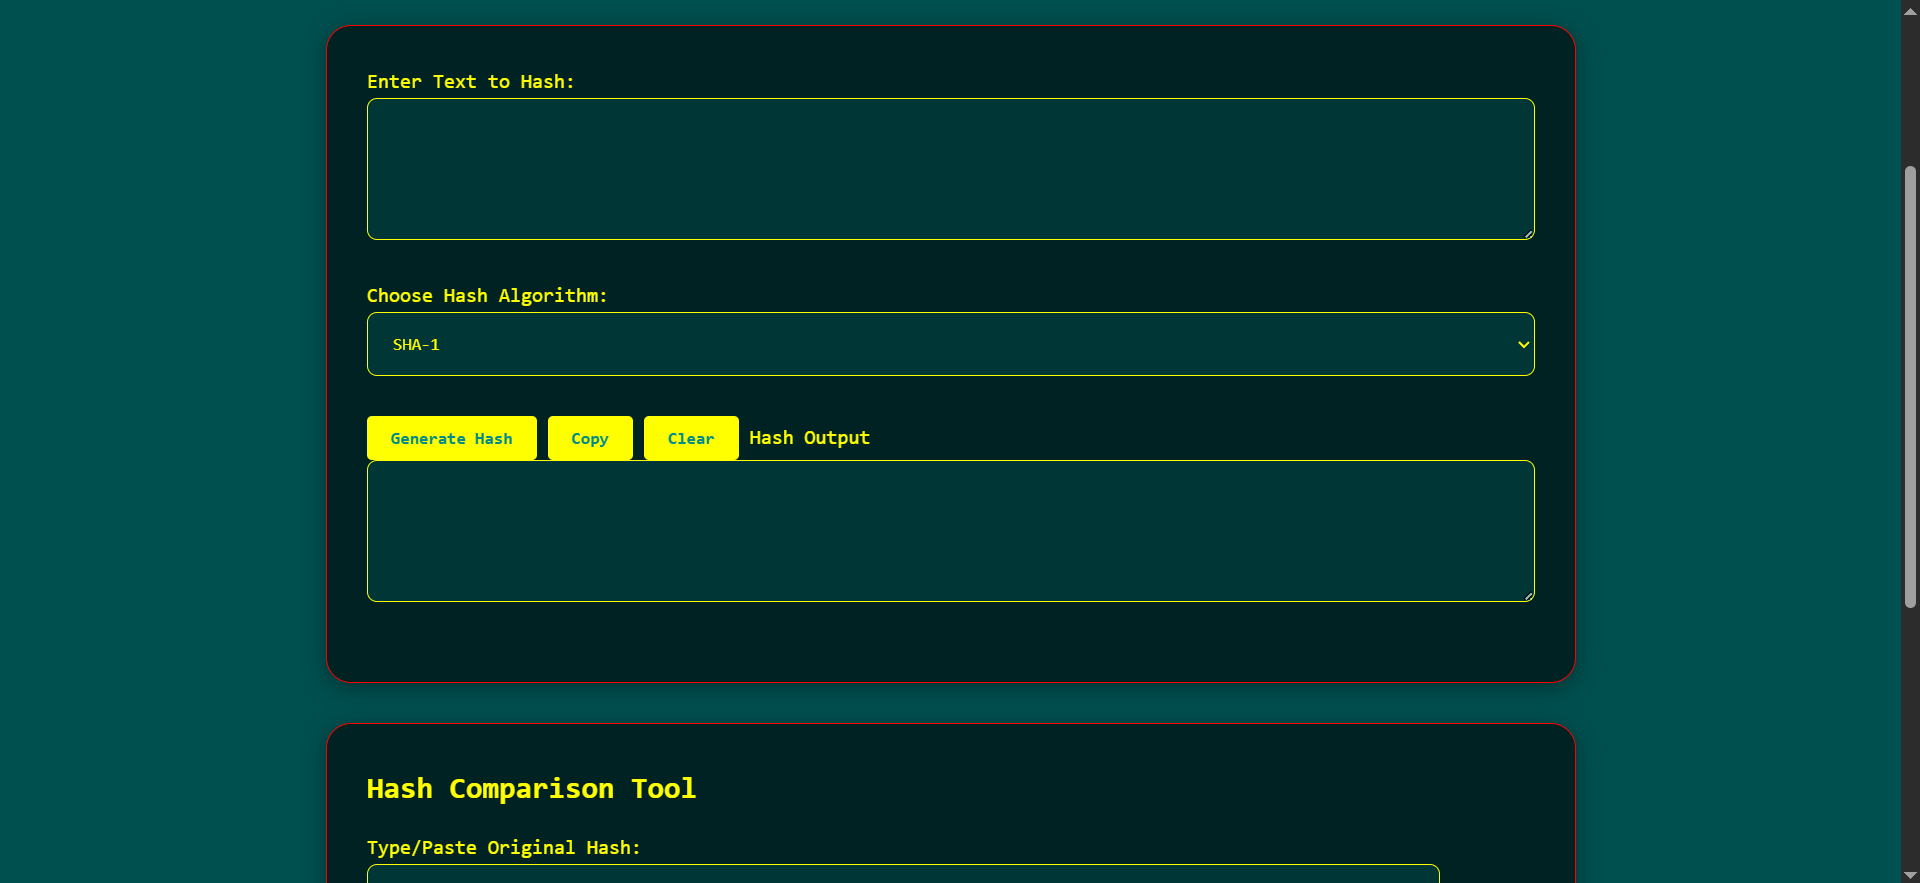 Enter Text to Hash:
Choose Hash Algorithm:
SHA-1
Generate Hash Copy Clear Hash Output
Hash Comparison Tool
Type/Paste Original Hash: